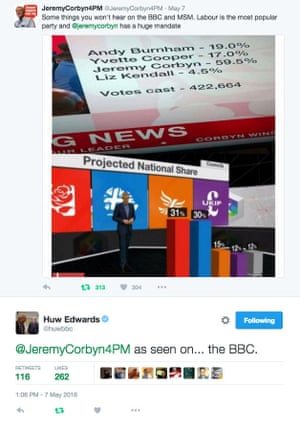 JeremyCorbyn4PM @JeremyCorbyn4PM · May 7
Some things you won't hear on the BBC and MSM. Labour is the most popular
party and @jeremycorbyn has a huge mandate
Andy Burnham - 19.0%
Yvette Cooper - 17.0%
Jeremy Corbyn - 59.5%
Liz Kendall - 4.5%
Votes cast - 422,664
G NEWS
CORBYN WINS
UR LEADER
Projected National Share
UKIP
31% 30%
15% 12% 12%
313 204
Huw Edwards
@huwbbc
Following
@JeremyCorbyn4PM as seen on... the BBC.
RETWEETS LIKES
116 262
1:06 PM - 7 May 2016